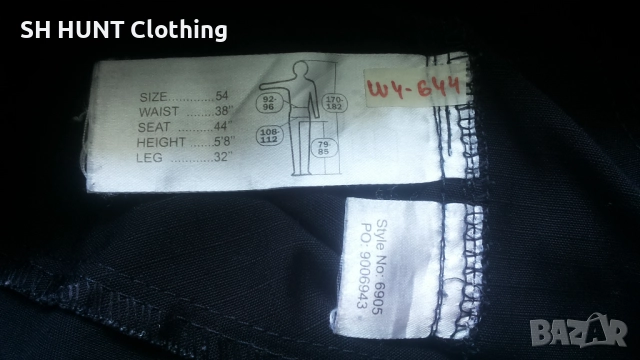 SH HUNT Clothing
SIZE.............54
WAIST ..........38"
SEAT ...........44"
HEIGHT ......5'8"
LEG ............32"
92-
96
170-
182
108-
112
79-
85
W4-644
Style No: 6905
PO: 9006943
BAZAR